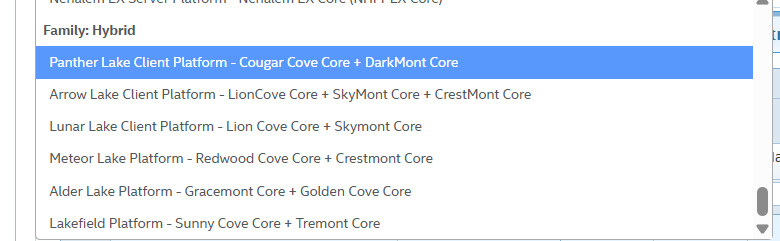 Nehalem EX Server Platform - Nehalem EX Core (NHM EX Core)
Family: Hybrid
Panther Lake Client Platform - Cougar Cove Core + DarkMont Core
Arrow Lake Client Platform - LionCove Core + SkyMont Core + CrestMont Core
Lunar Lake Client Platform - Lion Cove Core + Skymont Core
Meteor Lake Platform - Redwood Cove Core + Crestmont Core
Alder Lake Platform - Gracemont Core + Golden Cove Core
Lakefield Platform - Sunny Cove Core + Tremont Core